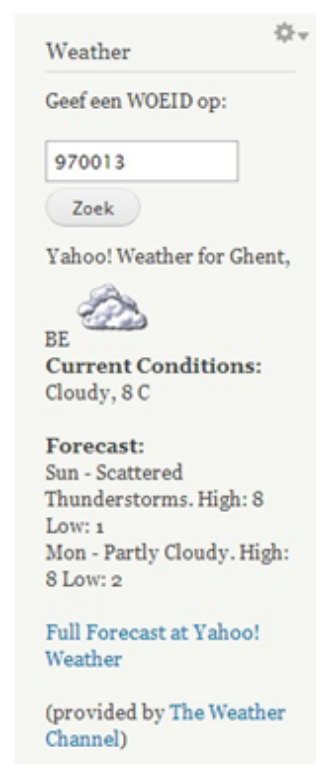 Weather
Geef een WOEID op:
970013
Zoek
Yahoo! Weather for Ghent,
BE
Current Conditions:
Cloudy, 8 C
Forecast:
Sun - Scattered
Thunderstorms. High: 8
Low: 1
Mon - Partly Cloudy. High:
8 Low: 2
Full Forecast at Yahoo!
Weather
(provided by The Weather
Channel)